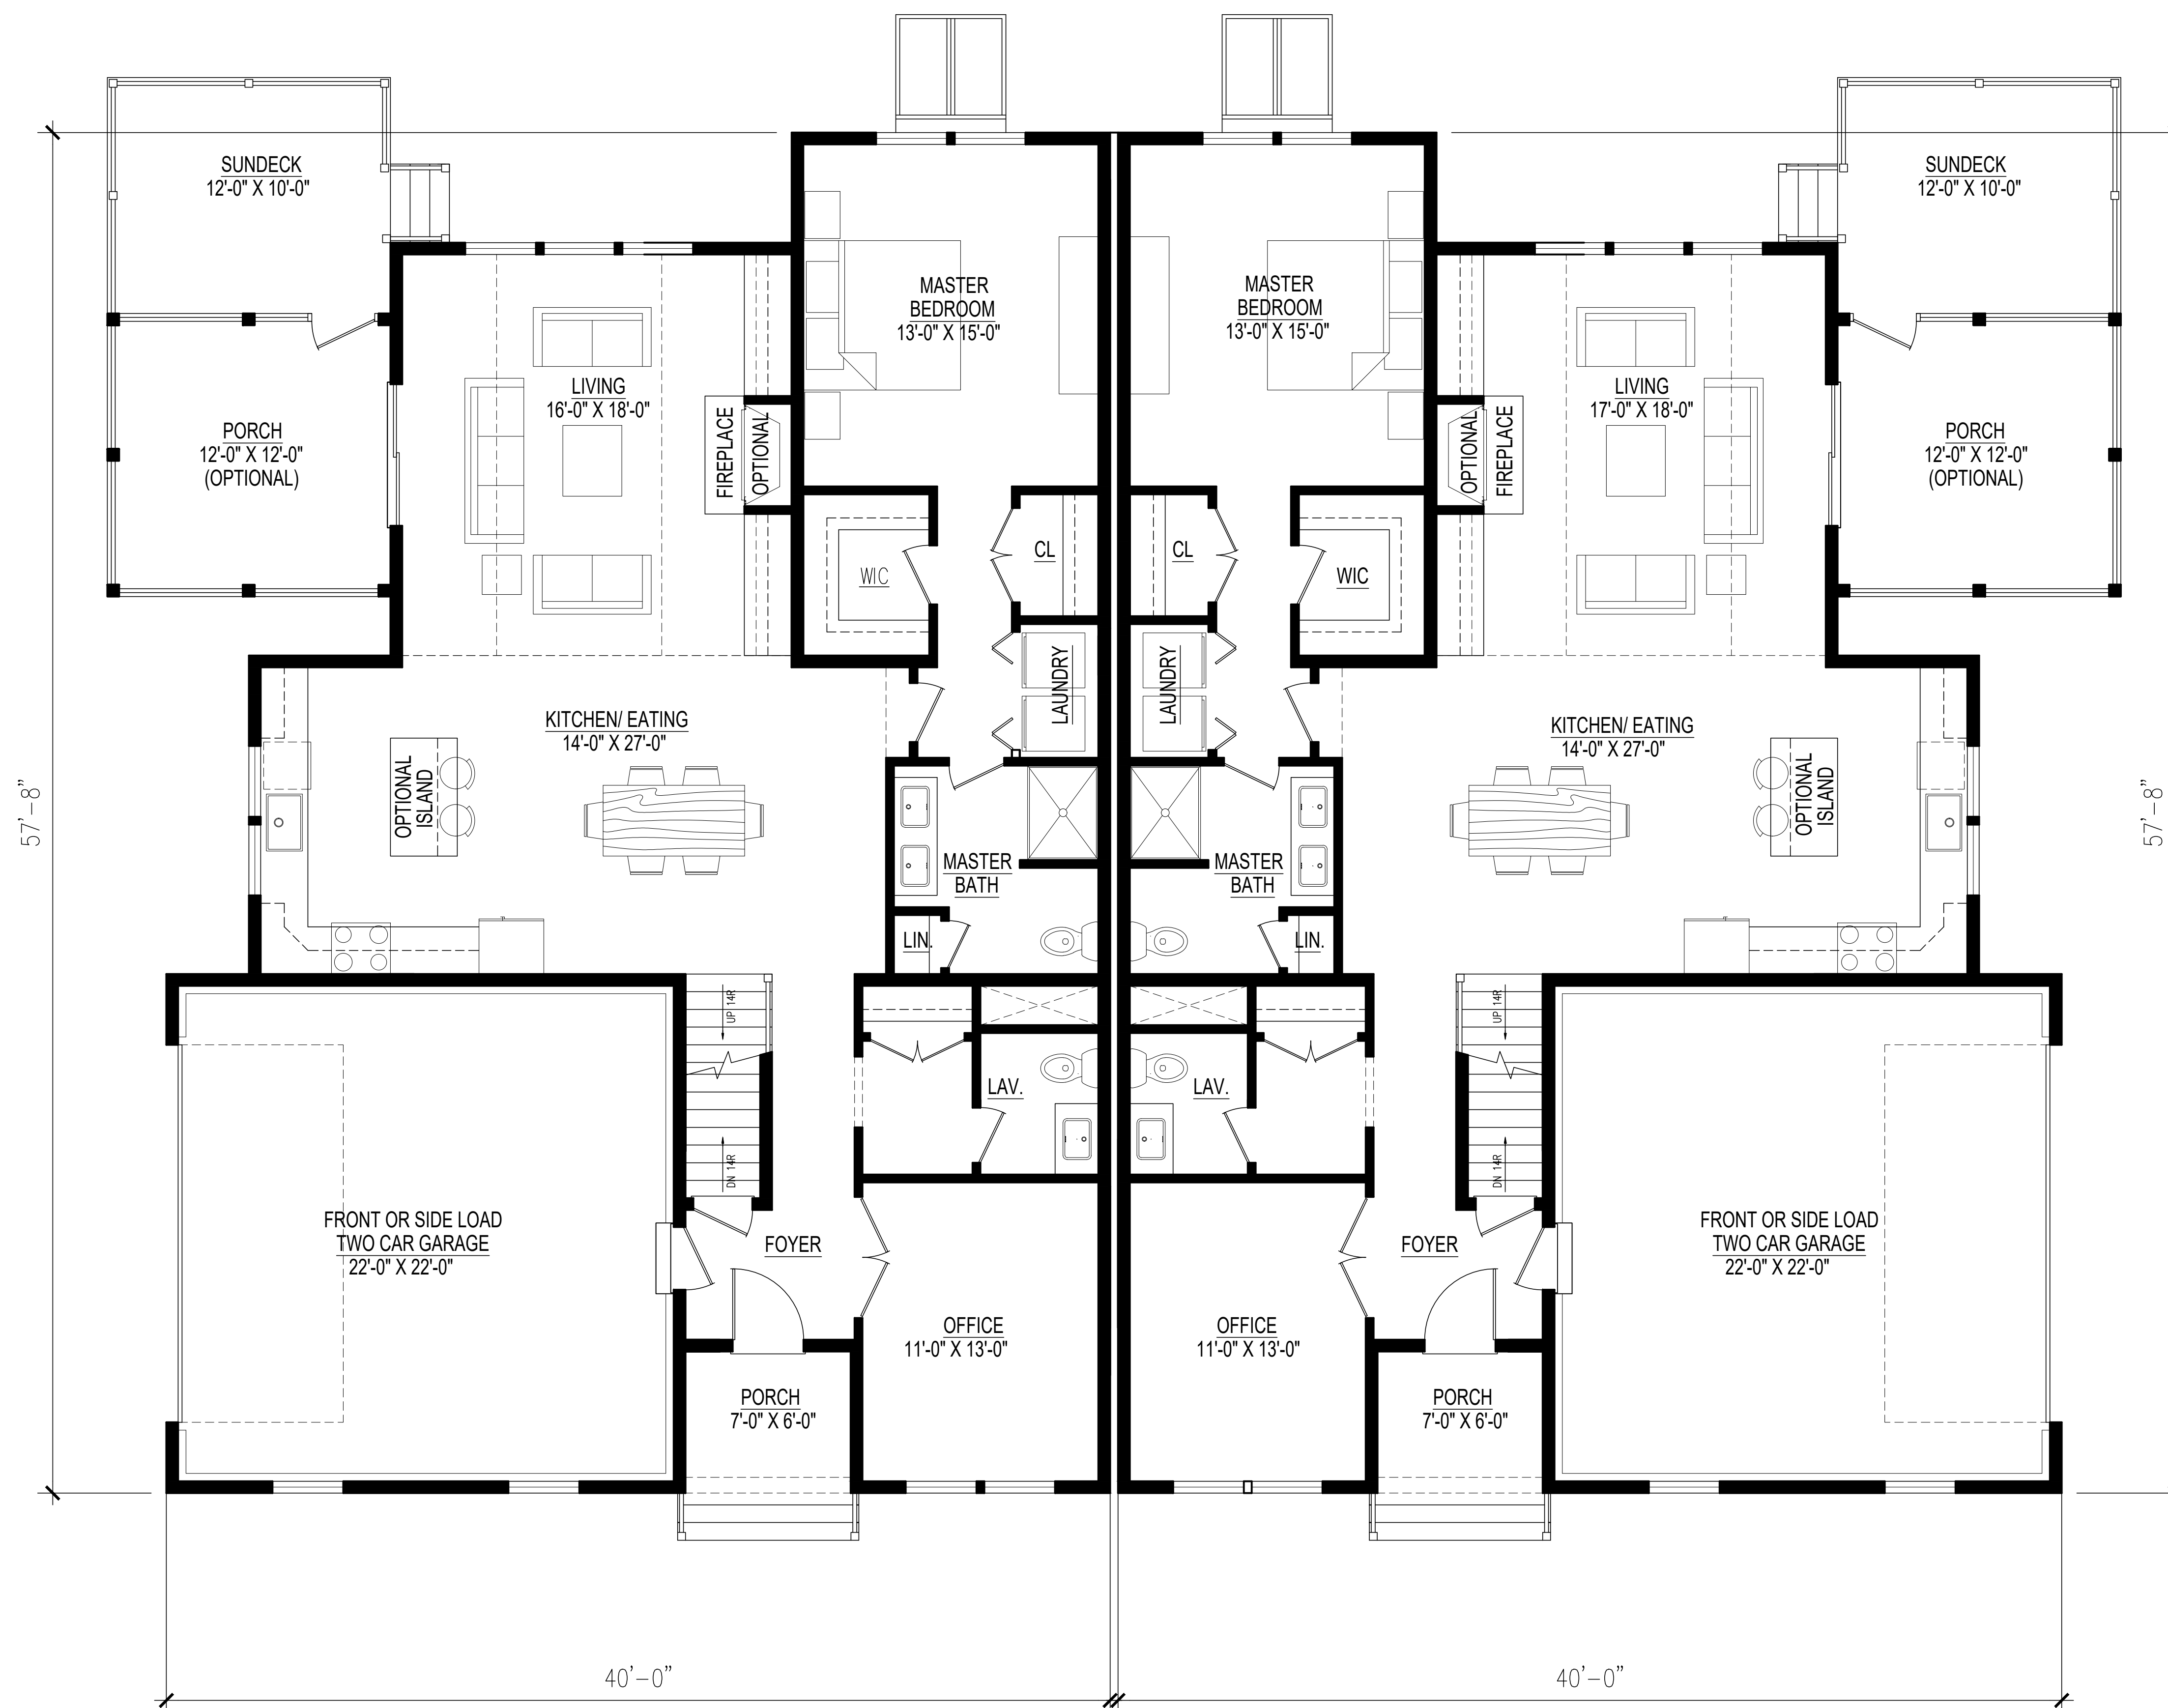 SUNDECK
12'-0" X 10'-0"
PORCH
12'-0" X 12'-0"
(OPTIONAL)
LIVING
16'-0" X 18'-0"
FIREPLACE
OPTIONAL
MASTER
BEDROOM
13'-0" X 15'-0"
WIC
CL
LAUNDRY
KITCHEN/ EATING
14'-0" X 27'-0"
OPTIONAL
ISLAND
MASTER
BATH
LIN.
UP 14R
DN 14R
LAV.
FRONT OR SIDE LOAD
TWO CAR GARAGE
22'-0" X 22'-0"
FOYER
OFFICE
11'-0" X 13'-0"
PORCH
7'-0" X 6'-0"
57'-8"
40'-0"
MASTER
BEDROOM
13'-0" X 15'-0"
SUNDECK
12'-0" X 10'-0"
LIVING
17'-0" X 18'-0"
OPTIONAL
FIREPLACE
PORCH
12'-0" X 12'-0"
(OPTIONAL)
CL
WIC
LAUNDRY
KITCHEN/ EATING
14'-0" X 27'-0"
OPTIONAL
ISLAND
MASTER
BATH
LIN.
UP 14R
DN 14R
LAV.
FOYER
FRONT OR SIDE LOAD
TWO CAR GARAGE
22'-0" X 22'-0"
OFFICE
11'-0" X 13'-0"
PORCH
7'-0" X 6'-0"
57'-8"
40'-0"